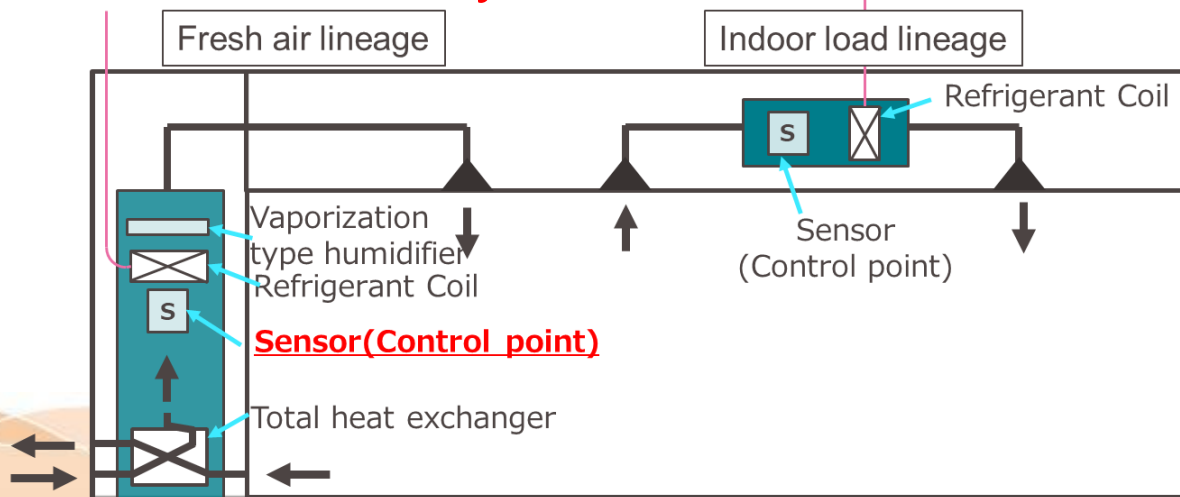 Fresh air lineage
Indoor load lineage
Refrigerant Coil
S
Sensor
(Control point)
Vaporization
type humidifier
Refrigerant Coil
S
Sensor(Control point)
Total heat exchanger